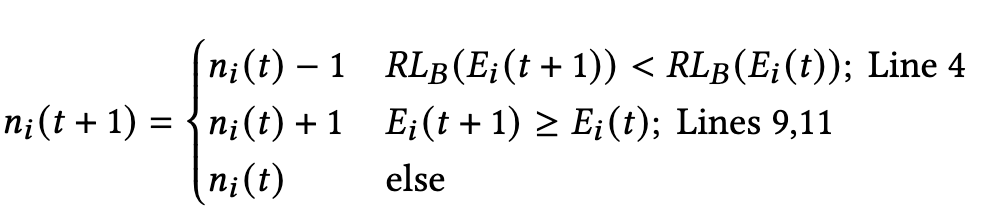 n_i(t) − 1 RL_B(E_i(t + 1)) < RL_B(E_i(t)); Line 4
n_i(t + 1) = { n_i(t) + 1 E_i(t + 1) ≥ E_i(t); Lines 9,11
n_i(t) else